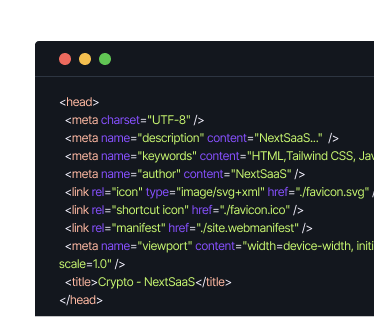 <head>
<meta charset="UTF-8" />
<meta name="description" content="NextSaaS..." />
<meta name="keywords" content="HTML,Tailwind CSS, Jav
<meta name="author" content="NextSaaS" />
<link rel="icon" type="image/svg+xml" href="./favicon.svg" /
<link rel="shortcut icon" href="./favicon.ico" />
<link rel="manifest" href="./site.webmanifest" />
<meta name="viewport" content="width=device-width, initi
scale=1.0" />
<title>Crypto - NextSaaS</title>
</head>